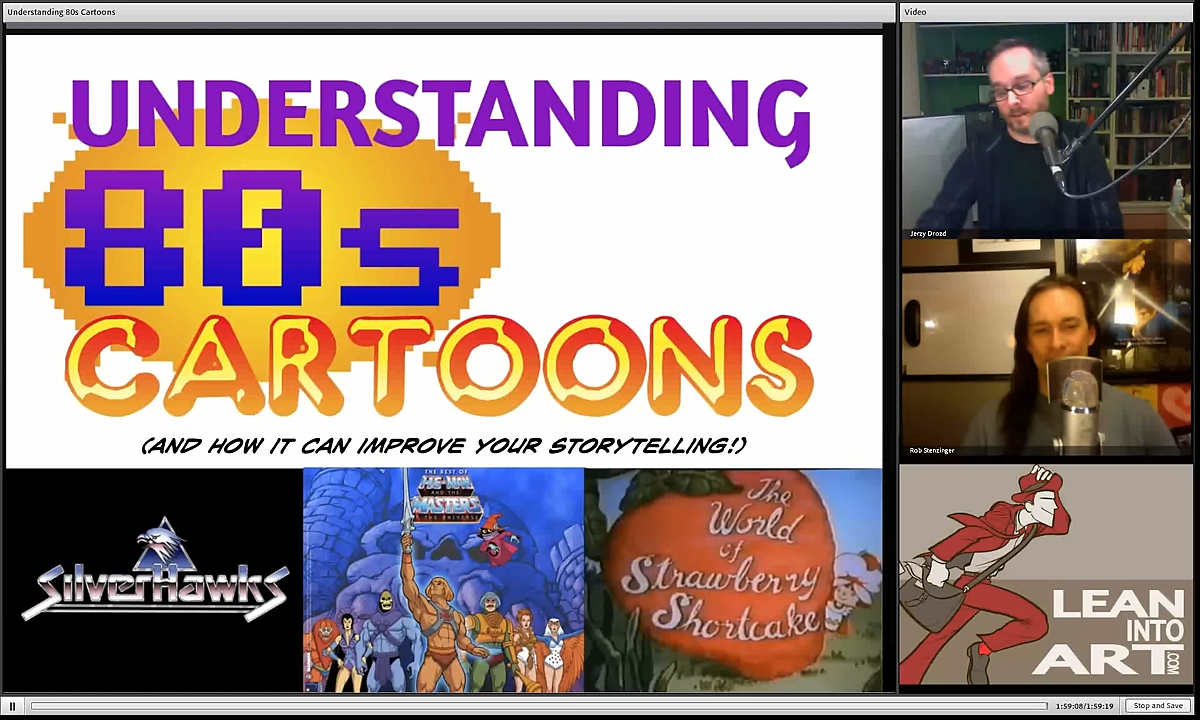 Understanding 80s Cartoons
Video
UNDERSTANDING
80s
CARTOONS
(AND HOW IT CAN IMPROVE YOUR STORYTELLING!)
SilverHawks
THE BEST OF
HE-MAN
AND THE
MASTERS
OF THE UNIVERSE
The
World
of
Strawberry
Shortcake
Jerzy Drozd
Rob Stenzinger
LEAN
INTO
ART
.COM
1:59:08/1:59:19
Stop and Save